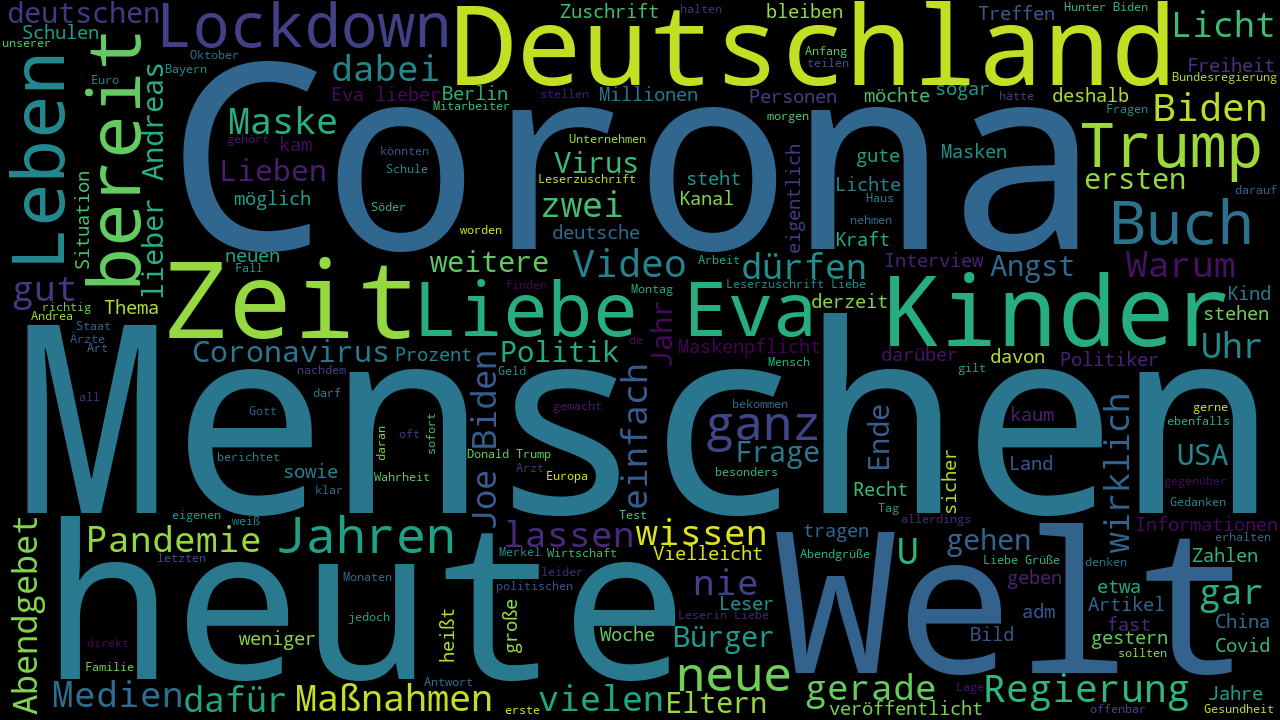 deutschen
Lockdown
Deutschland
Zuschrift
halten
bleiben
Treffen
Hunter Biden
Licht
Schulen
unserer
Oktober
Bayern
Anfang
teilen
Freiheit
Bundesregierung
Leben
bereit
Euro
Andreas
dabei
Eva lieber
Berlin
Mitarbeiter
stellen
Millionen
Personen
morgen
möchte
sogar
hätte
deshalb
Fragen
Biden
Corona
Maske
gehört
kam
Lieben
könnten
Schule
möglich
Söder
Unternehmen
Virus
Leserzuschrift
zwei
deutsche
worden
steht
Kanal
eigentlich
gute
Lichte
Haus
nehmen
Kraft
Masken
Trump
ersten
darauf
Buch
Situation
lieber
neuen
Fall
weitere
Video
Arbeit
dürfen
Leserzuschrift Liebe
Interview
Angst
Warum
gut
richtig
Thema
Andrea
Zeit
Liebe
finden
Montag
Eva
derzeit
Kinder
Kind
stehen
Staat
Ärzte
Art
Coronavirus
Prozent
Politik
Geld
Jahr
de
Maskenpflicht
Mensch
darüber
davon
gilt
Politiker
Uhr
nachdem
all
Gott
darf
Menschen
berichtet
oft
daran
sofort
Wahrheit
sowie
klar
Joe Biden
gemacht
Donald Trump
Arzt
Europa
einfach
bekommen
ganz
Frage
besonders
Ende
Recht
Tag
sicher
kaum
Land
wirklich
gerne
ebenfalls
USA
gegenüber
Gedanken
Abendgebet
eigenen
weiß
Pandemie
letzten
Jahren
lassen
Test
wissen
Merkel
Wirtschaft
Vielleicht
tragen
Abendgrüße
allerdings
U
gehen
Liebe Grüße
Informationen
erhalten
denken
Zahlen
heute
Monaten
jedoch
leider
politischen
nie
Leser
Leserin Liebe
Welt
geben
etwa
adm
Artikel
fast
gar
China
direkt
weniger
heißt
große
Woche
Bürger
Bild
gestern
sollten
Covid
Familie
Antwort
Medien
dafür
Maßnahmen
erste
vielen
neue
Eltern
gerade
veröffentlicht
Lage
Regierung
offenbar
Jahre
Gesundheit